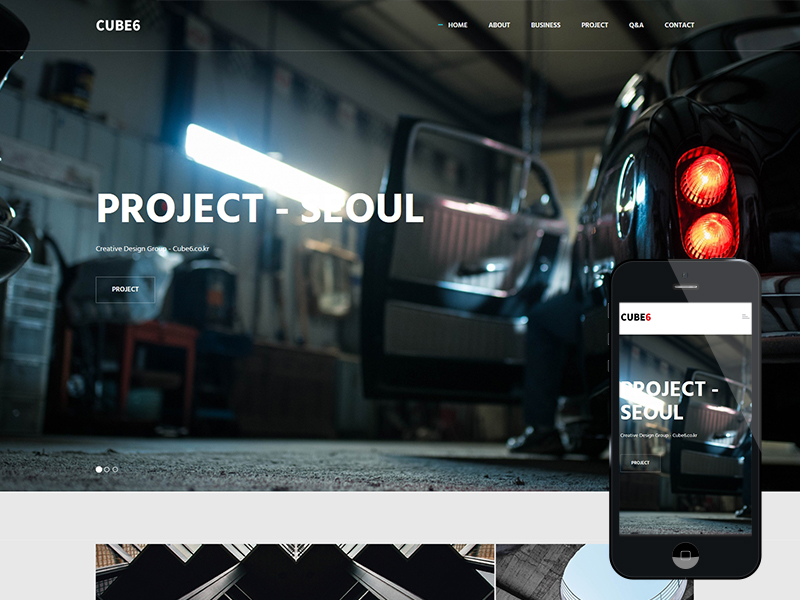 CUBE6
HOME ABOUT BUSINESS PROJECT Q&A CONTACT
PROJECT - SEOUL
Creative Design Group - Cube6.co.kr
PROJECT
CUBE6
PROJECT -
SEOUL
Creative Design Group - Cube6.co.kr
PROJECT